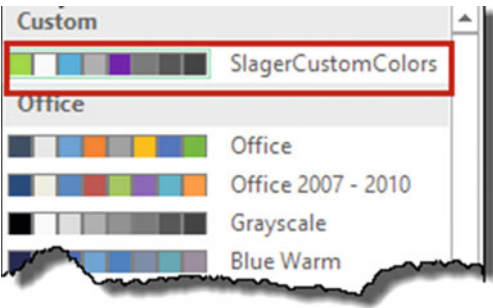 Custom
SlagerCustomColors
Office
Office
Office 2007 - 2010
Grayscale
Blue Warm